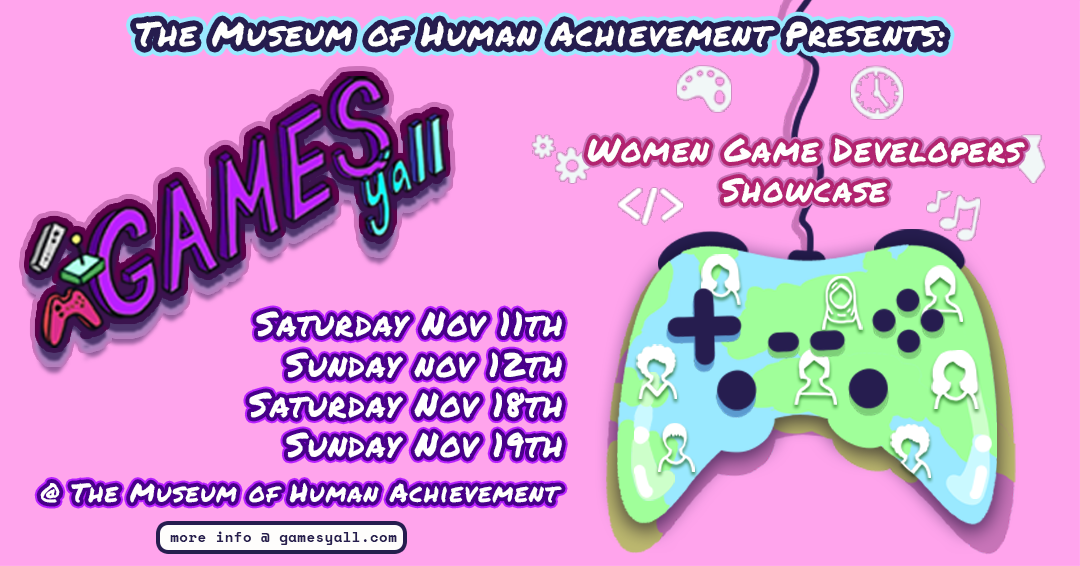 The Museum of Human Achievement Presents:
GAMES
y'all
Women Game Developers
Showcase
</>
Saturday Nov 11th
Sunday nov 12th
Saturday Nov 18th
Sunday Nov 19th
@ The Museum of Human Achievement
more info @ gamesyall.com